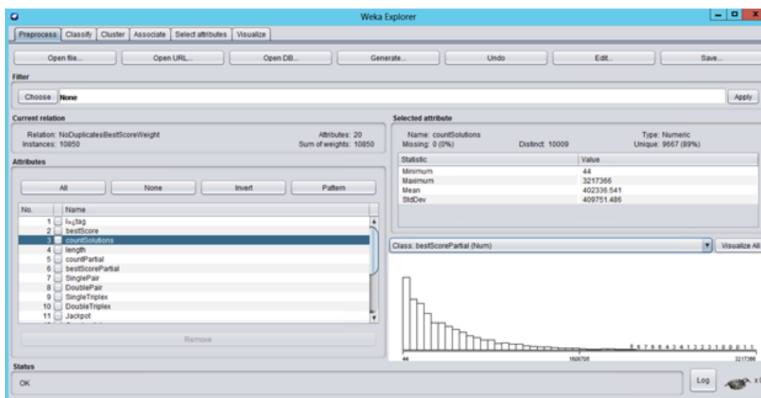 Weka Explorer
Preprocess Classify Cluster Associate Select attributes Visualize
Open file... Open URL... Open DB... Generate... Undo Edit... Save...
Filter
Choose None Apply
Current relation
Relation: NoDuplicatesBestScoreWeight Attributes: 20
Instances: 10850 Sum of weights: 10850
Attributes
All None Invert Pattern
No. Name
1
2 bestScore
3 countSolutions
4 length
5 countPartial
6 bestScorePartial
7 SinglePair
8 DoublePair
9 SingleTriplex
10 DoubleTriplex
11 Jackpot
Remove
Selected attribute
Name: countSolutions Type: Numeric
Missing: 0 (0%) Distinct: 10009 Unique: 9667 (89%)
Statistic Value
Minimum 44
Maximum 3217366
Mean 402336.541
StdDev 409751.486
Class: bestScorePartial (Num) Visualize All
44 3217366
Status
OK
Log